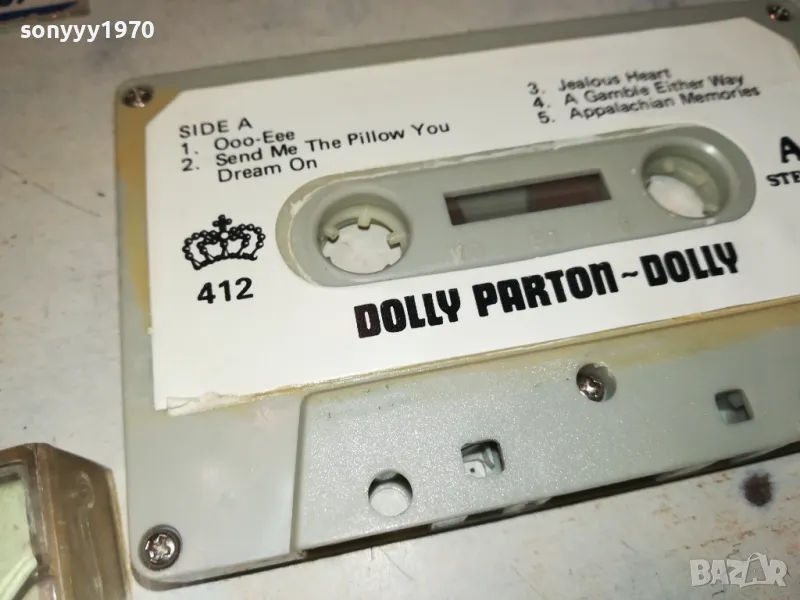 sonyyy1970
SIDE A
1. Ooo-Eee
2. Send Me The Pillow You
Dream On
3. Jealous Heart
4. A Gamble Either Way
5. Appalachian Memories
A
412
DOLLY PARTON~DOLLY
BAZAR